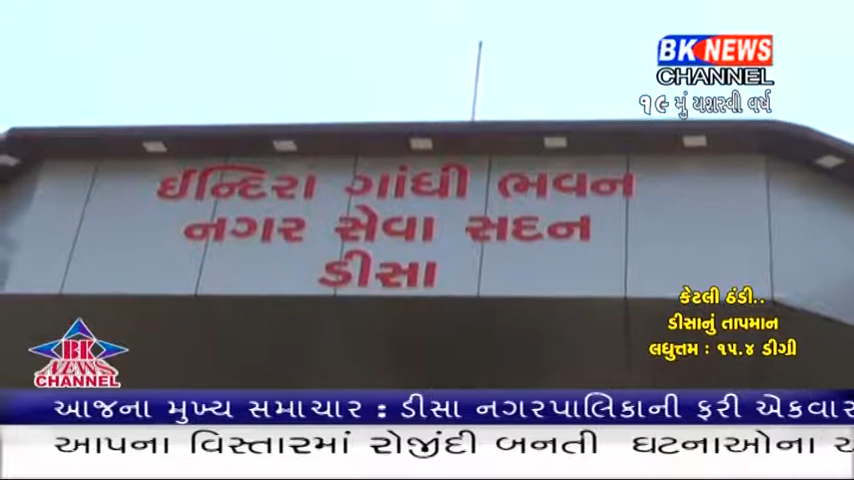 BK NEWS
CHANNEL
૧૯ મું યશસ્વી વર્ષ
ઈન્દિરા ગાંધી ભવન
નગર સેવા સદન
ડીસા
કેટલી ઠંડી..
ડીસાનું તાપમાન
લઘુત્તમ : ૧૫.૪ ડીગ્રી
BK
NEWS
CHANNEL
આજના મુખ્ય સમાચાર : ડીસા નગરપાલિકાની ફરી એકવાર
આપના વિસ્તારમાં રોજીંદી બનતી ઘટનાઓના